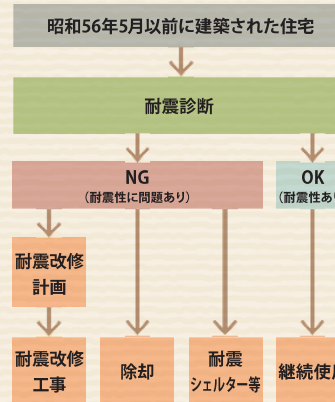 昭和56年5月以前に建築された住宅
耐震診断
NG
(耐震性に問題あり)
OK
(耐震性あ
耐震改修
計画
耐震改修
工事
除却
耐震
シェルター等
継続使